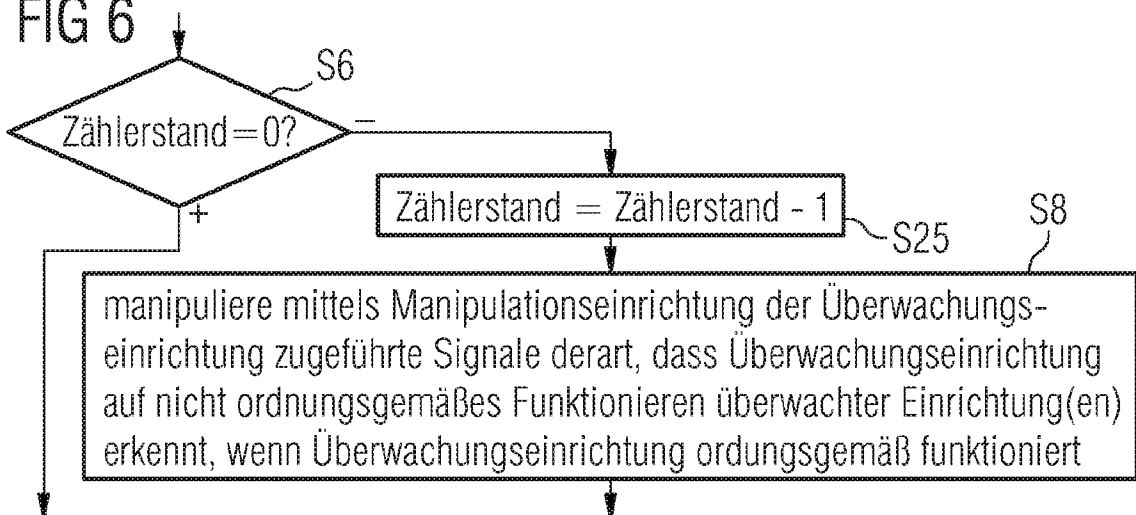 FIG 6
S6
Zählerstand=0?
–
+
Zählerstand = Zählerstand - 1
S25
S8
manipuliere mittels Manipulationseinrichtung der Überwachungs-
einrichtung zugeführte Signale derart, dass Überwachungseinrichtung
auf nicht ordnungsgemäßes Funktionieren überwachter Einrichtung(en)
erkennt, wenn Überwachungseinrichtung ordungsgemäß funktioniert